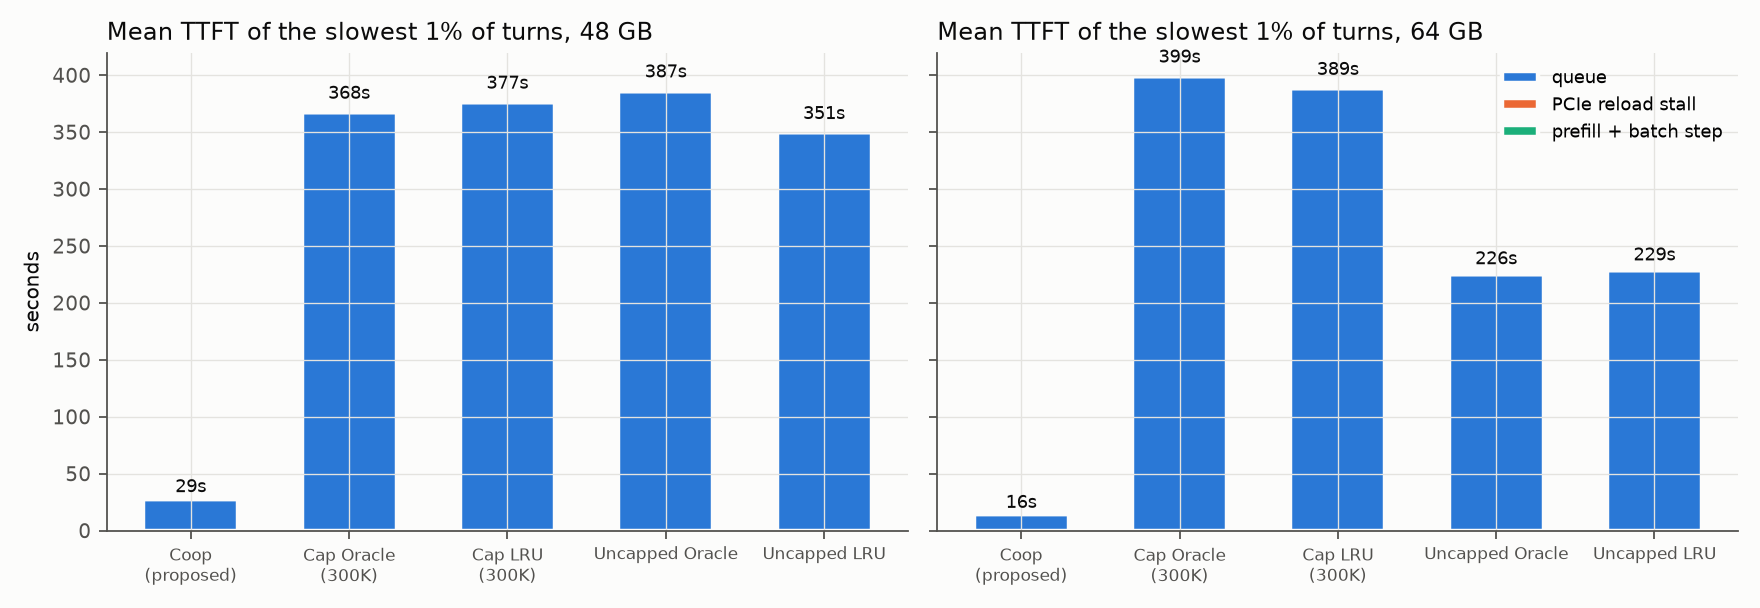 Mean TTFT of the slowest 1% of turns, 48 GB
seconds
400
350
300
250
200
150
100
50
0
29s
368s
377s
387s
351s
Coop
(proposed)
Cap Oracle
(300K)
Cap LRU
(300K)
Uncapped Oracle
Uncapped LRU
Mean TTFT of the slowest 1% of turns, 64 GB
queue
PCIe reload stall
prefill + batch step
16s
399s
389s
226s
229s
Coop
(proposed)
Cap Oracle
(300K)
Cap LRU
(300K)
Uncapped Oracle
Uncapped LRU